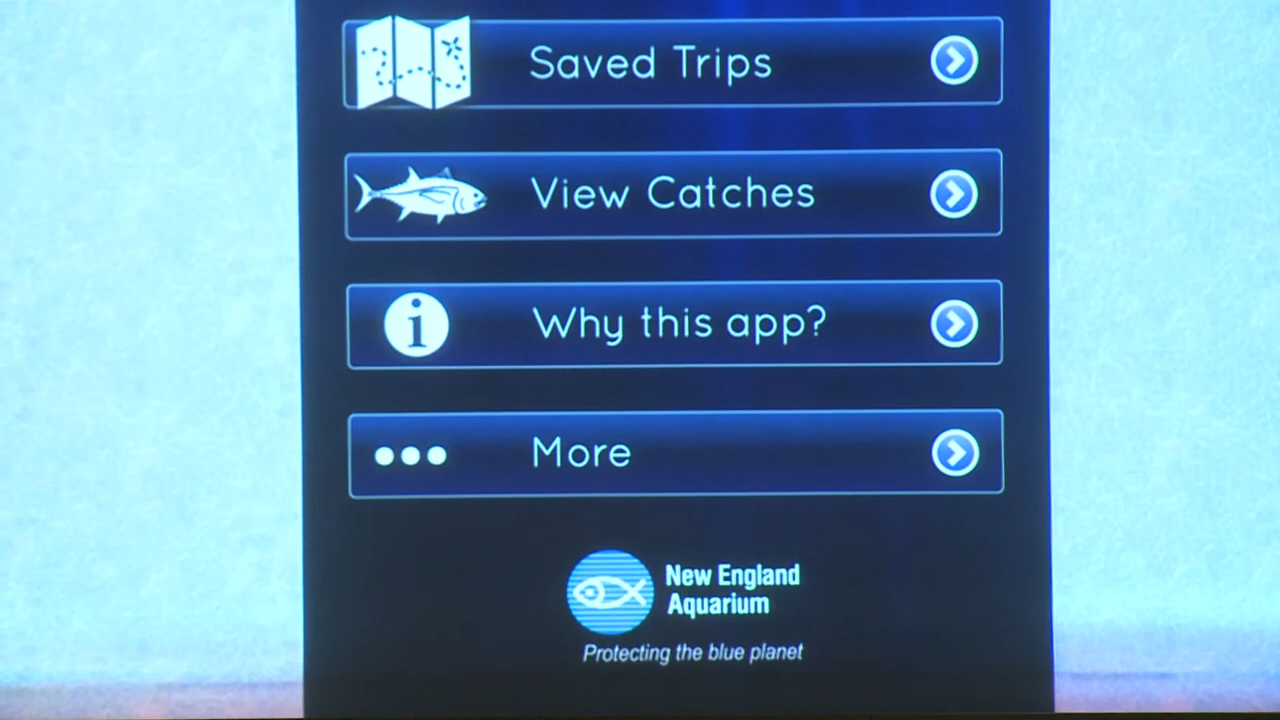 Saved Trips
View Catches
Why this app?
More
New England
Aquarium
Protecting the blue planet